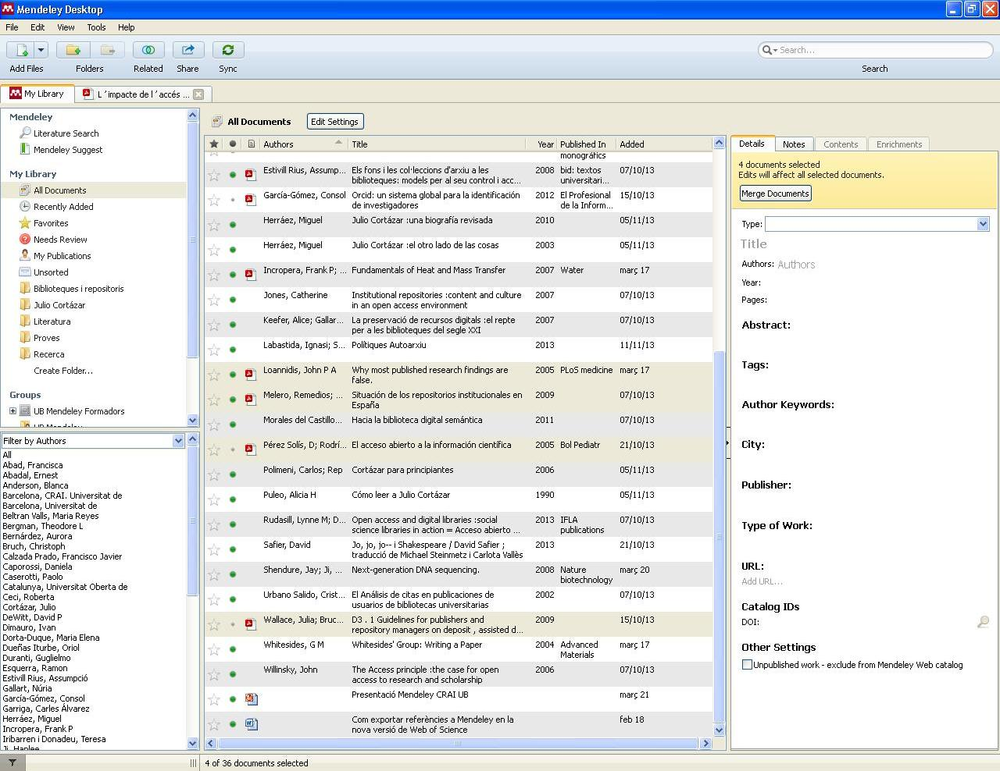 Mendeley Desktop
File Edit View Tools Help
Add Files Folders Related Share Sync
Search...
Search
My Library
L 'impacte de l 'accés ...
Mendeley
Literature Search
Mendeley Suggest
My Library
All Documents
Recently Added
Favorites
Needs Review
My Publications
Unsorted
Biblioteques i repositoris
Julio Cortázar
Literatura
Proves
Recerca
Create Folder...
Groups
UB Mendeley Formadors
UB Mendeley
Filter by Authors
All
Abad, Francisca
Abadal, Ernest
Anderson, Blanca
Barcelona, CRAI. Universitat de
Barcelona, Universitat de
Beltran Valls, Maria Reyes
Bergman, Theodore L
Bernárdez, Aurora
Bruch, Christoph
Calzada Prado, Francisco Javier
Caporossi, Daniela
Caserotti, Paolo
Catalunya, Universitat Oberta de
Ceci, Roberta
Cortázar, Julio
DeWitt, David P
Dimauro, Ivan
Dorta-Duque, Maria Elena
Dueñas Iturbe, Oriol
Duranti, Guglielmo
Esquerra, Ramon
Estivill Rius, Assumpció
Gallart, Núria
García-Gómez, Consol
Garriga, Carles Álvarez
Herráez, Miguel
Incropera, Frank P
Iribarren i Donadeu, Teresa
Ji, Hanlee
All Documents
Edit Settings
Authors Title Year Published In Added
monogràfics
Estivill Rius, Assump... Els fons i les col·leccions d'arxiu a les 2008 bid: textos 07/10/13
biblioteques: models per al seu control i acc... universitari...
García-Gómez, Consol Orcid: un sistema global para la identificación 2012 El Profesional 15/10/13
de investigadores de la Inform...
Herráez, Miguel Julio Cortázar :una biografía revisada 2010 05/11/13
Herráez, Miguel Julio Cortázar :el otro lado de las cosas 2003 05/11/13
Incropera, Frank P; ... Fundamentals of Heat and Mass Transfer 2007 Water març 17
Jones, Catherine Institutional repositories :content and culture 2007 07/10/13
in an open access environment
Keefer, Alice; Gallar... La preservació de recursos digitals :el repte 2007 07/10/13
per a les biblioteques del segle XXI
Labastida, Ignasi; S... Polítiques Autoarxiu 2013 11/11/13
Loannidis, John P A Why most published research findings are 2005 PLoS medicine març 17
false.
Melero, Remedios; ... Situación de los repositorios institucionales en 2009 07/10/13
España
Morales del Castillo... Hacia la biblioteca digital semántica 2011 07/10/13
Pérez Solís, D; Rodrí... El acceso abierto a la información científica 2005 Bol Pediatr 21/10/13
Polimeni, Carlos; Rep Cortázar para principiantes 2006 05/11/13
Puleo, Alicia H Cómo leer a Julio Cortázar 1990 05/11/13
Rudasill, Lynne M; D... Open access and digital libraries :social 2013 IFLA 07/10/13
science libraries in action = Acceso abierto ... publications
Safier, David Jo, jo, jo-- i Shakespeare / David Safier ; 2013 21/10/13
traducció de Michael Steinmetz i Carlota Vallès
Shendure, Jay; Ji, ... Next-generation DNA sequencing. 2008 Nature març 20
biotechnology
Urbano Salido, Crist... El Análisis de citas en publicaciones de 2002 07/10/13
usuarios de bibliotecas universitarias
Wallace, Julia; Bruc... D3 . 1 Guidelines for publishers and 2009 15/10/13
repository managers on deposit , assisted d...
Whitesides, G M Whitesides' Group: Writing a Paper 2004 Advanced març 17
Materials
Willinsky, John The Access principle :the case for open 2006 07/10/13
access to research and scholarship
Presentació Mendeley CRAI UB març 21
Com exportar referències a Mendeley en la feb 18
nova versió de Web of Science
4 of 36 documents selected
Details Notes Contents Enrichments
4 documents selected
Edits will affect all selected documents.
Merge Documents
Type:
Title
Authors: Authors
Year:
Pages:
Abstract:
Tags:
Author Keywords:
City:
Publisher:
Type of Work:
URL:
Add URL...
Catalog IDs
DOI:
Other Settings
Unpublished work - exclude from Mendeley Web catalog